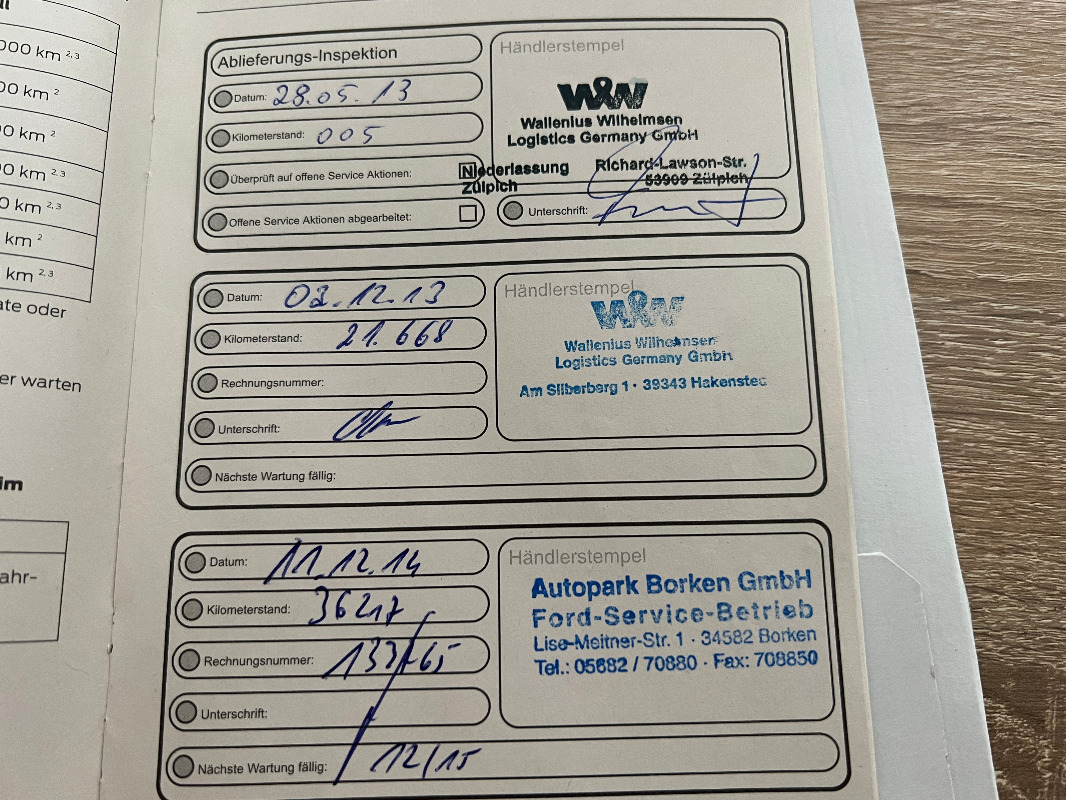 000 km 2,3
00 km 2
0 km 2
00 km 2,3
0 km 2,3
km 2
km 2,3
ate oder
er warten
im
ahr-
Ablieferungs-Inspektion
Datum: 28.05.13
Kilometerstand: 005
Überprüft auf offene Service Aktionen:
Offene Service Aktionen abgearbeitet:
Händlerstempel
W&W
Wallenius Wilhelmsen
Logistics Germany GmbH
Niederlassung Richard-Lawson-Str.
Zülpich 53909 Zülpich
Unterschrift:
Datum: 03.12.13
Kilometerstand: 21.668
Rechnungsnummer:
Unterschrift:
Nächste Wartung fällig:
Händlerstempel
W&W
Wallenius Wilhelmsen
Logistics Germany GmbH
Am Silberberg 1 · 39343 Hakensted
Datum: 11.12.14
Kilometerstand: 36217
Rechnungsnummer:
Unterschrift:
Nächste Wartung fällig: 12/15
Händlerstempel
Autopark Borken GmbH
Ford-Service-Betrieb
Lise-Meitner-Str. 1 · 34582 Borken
Tel.: 05682 / 70880 · Fax: 708850